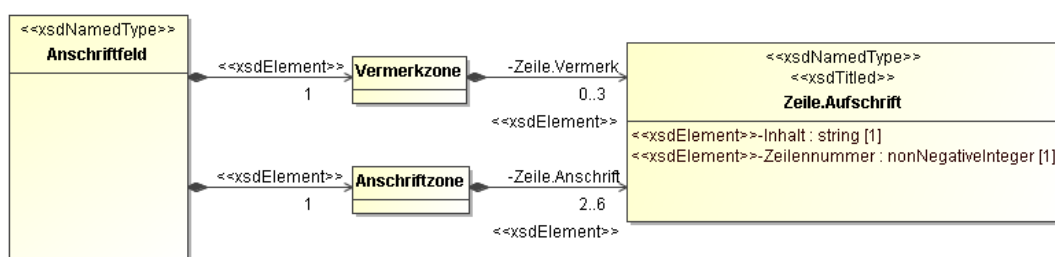 <<xsdNamedType>>
Anschriftfeld
<<xsdElement>>
1
Vermerkzone
-Zeile.Vermerk
0..3
<<xsdElement>>
<<xsdElement>>
1
Anschriftzone
-Zeile.Anschrift
2..6
<<xsdElement>>
<<xsdNamedType>>
<<xsdTitled>>
Zeile.Aufschrift
<<xsdElement>>-Inhalt : string [1]
<<xsdElement>>-Zeilennummer : nonNegativeInteger [1]